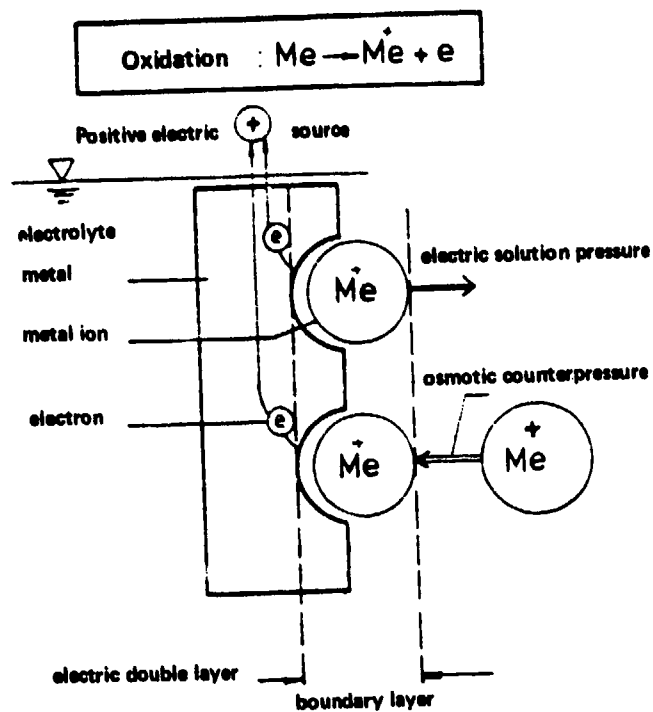 Oxidation : Me → Me⁺ + e
Positive electric + source
electrolyte
metal
metal ion
electron
e
e
Me⁺
Me⁺
Me⁺
electric solution pressure
osmotic counterpressure
electric double layer
boundary layer